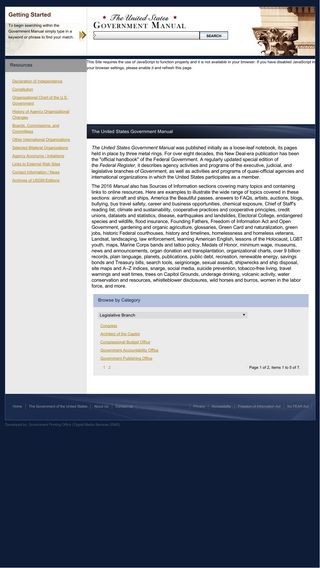 Getting Started
To begin searching within the
Government Manual simply type in a
keyword or phrase to find your match.
The United States
GOVERNMENT MANUAL
SEARCH
Resources
Declaration of Independence
Constitution
Organizational Chart of the U.S.
Government
History of Agency Organizational
Changes
Boards, Commissions, and
Committees
Other International Organizations
Selected Bilateral Organizations
Agency Acronyms / Initialisms
Links to External Web Sites
Contact Information / News
Archives of USGM Editions
This Site requires the use of JavaScript to function properly and it is not available in your browser. If you have disabled JavaScript in
your browser settings, please enable it and refresh this page.
The United States Government Manual
The United States Government Manual was published initially as a loose-leaf notebook, its pages
held in place by three metal rings. For over eight decades, this New Deal-era publication has been
the "official handbook" of the Federal Government. A regularly updated special edition of
the Federal Register, it describes agency activities and programs of the executive, judicial, and
legislative branches of Government, as well as activities and programs of quasi-official agencies and
international organizations in which the United States participates as a member.
The 2016 Manual also has Sources of Information sections covering many topics and containing
links to online resources. Here are examples to illustrate the wide range of topics covered in these
sections: aircraft and ships, America the Beautiful passes, answers to FAQs, artists, auctions, blogs,
bullying, bus travel safety, career and business opportunities, chemical exposure, Chief of Staff's
reading list, climate and sustainability, cooperative practices and cooperative principles, credit
unions, datasets and statistics, disease, earthquakes and landslides, Electoral College, endangered
species and wildlife, flood insurance, Founding Fathers, Freedom of Information Act and Open
Government, gardening and organic agriculture, glossaries, Green Card and naturalization, green
jobs, historic Federal courthouses, history and timelines, homelessness and homeless veterans,
Landsat, landscaping, law enforcement, learning American English, lessons of the Holocaust, LGBT
youth, maps, Marine Corps bands and tattoo policy, Medals of Honor, minimum wage, museums,
news and announcements, organ donation and transplantation, organizational charts, over 9 billion
records, plain language, planets, publications, public debt, recreation, renewable energy, savings
bonds and Treasury bills, search tools, seigniorage, sexual assault, shipwrecks and ship disposal,
site maps and A–Z indices, snarge, social media, suicide prevention, tobacco-free living, travel
warnings and wait times, treats on Capitol Grounds, underage drinking, volcanic activity, water
conservation and resources, whistleblower disclosures, wild horses and burros, women in the labor
force, and more.
Browse by Category
Legislative Branch
Congress
Architect of the Capitol
Congressional Budget Office
Government Accountability Office
Government Publishing Office
1 2 Page 1 of 2, items 1 to 5 of 7.
Home | The Government of the United States | About us | Contact us | Privacy | Accessibility | Freedom of Information Act | No FEAR Act
Developed by: Government Printing Office | Digital Media Services (DMS)